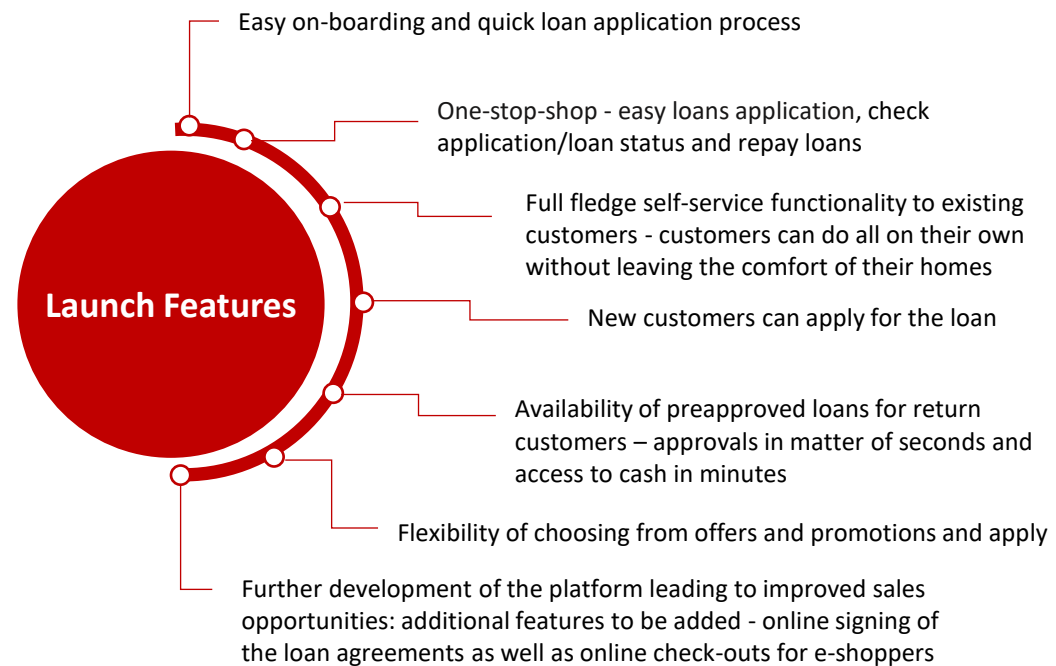 Easy on-boarding and quick loan application process
One-stop-shop - easy loans application, check
application/loan status and repay loans
Full fledge self-service functionality to existing
customers - customers can do all on their own
without leaving the comfort of their homes
Launch Features
New customers can apply for the loan
Availability of preapproved loans for return
customers – approvals in matter of seconds and
access to cash in minutes
Flexibility of choosing from offers and promotions and apply
Further development of the platform leading to improved sales
opportunities: additional features to be added - online signing of
the loan agreements as well as online check-outs for e-shoppers